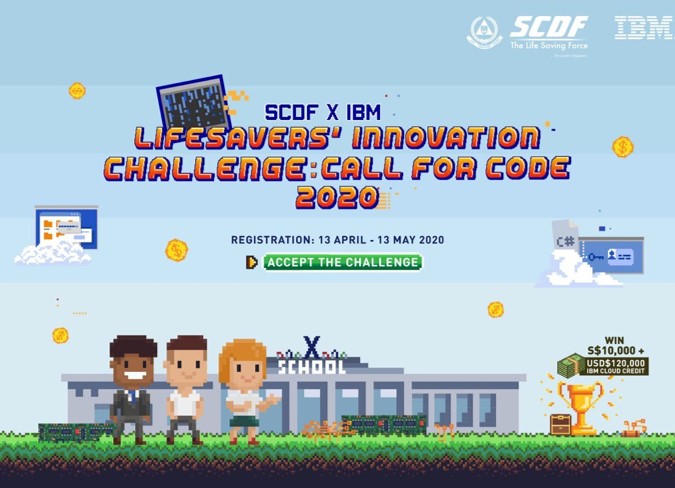 SCDF
The Life Saving Force
IBM
SCDF X IBM
LIFESAVERS' INNOVATION
CHALLENGE:CALL FOR CODE
2020
REGISTRATION: 13 APRIL - 13 MAY 2020
ACCEPT THE CHALLENGE
C#
X
SCHOOL
WIN
S$10,000 +
USD$120,000
IBM CLOUD CREDIT